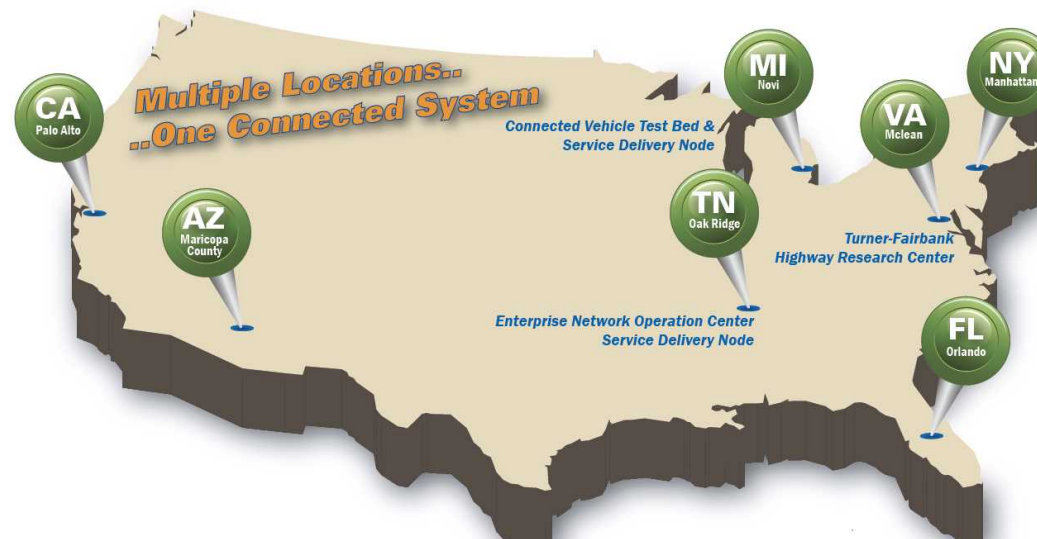 Multiple Locations..
..One Connected System
CA
Palo Alto
AZ
Maricopa
County
MI
Novi
Connected Vehicle Test Bed &
Service Delivery Node
TN
Oak Ridge
Enterprise Network Operation Center
Service Delivery Node
VA
Mclean
Turner-Fairbank
Highway Research Center
NY
Manhattan
FL
Orlando